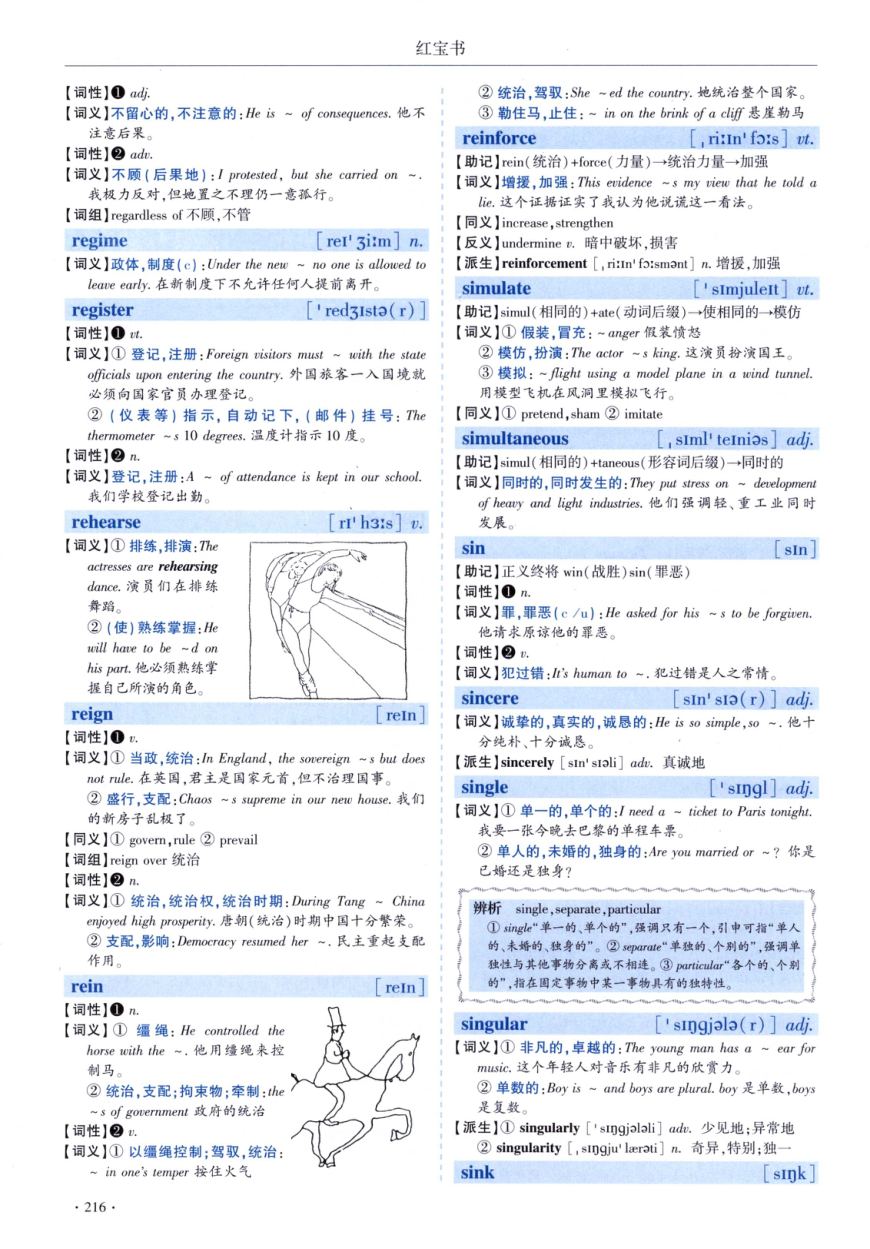 红宝书
【词性】❶ adj.
【词义】不留心的,不注意的:He is ~ of consequences. 他不
注意后果。
【词性】❷ adv.
【词义】不顾(后果地):I protested, but she carried on ~.
我极力反对,但她置之不理仍一意孤行。
【词组】regardless of 不顾,不管
regime [reɪˈʒiːm] n.
【词义】政体,制度(c):Under the new ~ no one is allowed to
leave early. 在新制度下不允许任何人提前离开。
register [ˈredʒɪstə(r)]
【词性】❶ vt.
【词义】① 登记,注册:Foreign visitors must ~ with the state
officials upon entering the country. 外国旅客一入国境就
必须向国家官员办理登记。
② (仪表等)指示,自动记下,(邮件)挂号:The
thermometer ~s 10 degrees. 温度计指示 10 度。
【词性】❷ n.
【词义】登记,注册:A ~ of attendance is kept in our school.
我们学校登记出勤。
rehearse [rɪˈhɜːs] v.
【词义】① 排练,排演:The
actresses are rehearsing
dance. 演员们在排练
舞蹈。
② (使)熟练掌握:He
will have to be ~d on
his part. 他必须熟练掌
握自己所演的角色。
reign [reɪn]
【词性】❶ v.
【词义】① 当政,统治:In England, the sovereign ~s but does
not rule. 在英国,君主是国家元首,但不治理国事。
② 盛行,支配:Chaos ~s supreme in our new house. 我们
的新房子乱极了。
【同义】① govern,rule ② prevail
【词组】reign over 统治
【词性】❷ n.
【词义】① 统治,统治权,统治时期:During Tang ~ China
enjoyed high prosperity. 唐朝(统治)时期中国十分繁荣。
② 支配,影响:Democracy resumed her ~. 民主重起支配
作用。
rein [reɪn]
【词性】❶ n.
【词义】① 缰绳:He controlled the
horse with the ~. 他用缰绳来控
制马。
② 统治,支配;拘束物;牵制:the
~s of government 政府的统治
【词性】❷ v.
【词义】① 以缰绳控制;驾驭,统治:
~ in one's temper 按住火气
② 统治,驾驭:She ~ed the country. 她统治整个国家。
③ 勒住马,止住:~ in on the brink of a cliff 悬崖勒马
reinforce [ˌriːɪnˈfɔːs] vt.
【助记】rein(统治)+force(力量)→统治力量→加强
【词义】增援,加强:This evidence ~s my view that he told a
lie. 这个证据证实了我认为他说谎这一看法。
【同义】increase,strengthen
【反义】undermine v. 暗中破坏,损害
【派生】reinforcement [ˌriːɪnˈfɔːsmənt] n. 增援,加强
simulate [ˈsɪmjuleɪt] vt.
【助记】simul(相同的)+ate(动词后缀)→使相同的→模仿
【词义】① 假装,冒充:~anger 假装愤怒
② 模仿,扮演:The actor ~s king. 这演员扮演国王。
③ 模拟:~flight using a model plane in a wind tunnel.
用模型飞机在风洞里模拟飞行。
【同义】① pretend,sham ② imitate
simultaneous [ˌsɪmlˈteɪniəs] adj.
【助记】simul(相同的)+taneous(形容词后缀)→同时的
【词义】同时的,同时发生的:They put stress on ~ development
of heavy and light industries. 他们强调轻、重工业同时
发展。
sin [sɪn]
【助记】正义终将 win(战胜)sin(罪恶)
【词性】❶ n.
【词义】罪,罪恶(c /u):He asked for his ~s to be forgiven.
他请求原谅他的罪恶。
【词性】❷ v.
【词义】犯过错:It's human to ~. 犯过错是人之常情。
sincere [sɪnˈsɪə(r)] adj.
【词义】诚挚的,真实的,诚恳的:He is so simple,so ~. 他十
分纯朴、十分诚恳。
【派生】sincerely [sɪnˈsɪəli] adv. 真诚地
single [ˈsɪŋgl] adj.
【词义】① 单一的,单个的:I need a ~ ticket to Paris tonight.
我要一张今晚去巴黎的单程车票。
② 单人的,未婚的,独身的:Are you married or ~? 你是
已婚还是独身?
辨析 single,separate,particular
① single“单一的、单个的”,强调只有一个,引申可指“单人
的、未婚的、独身的”。② separate“单独的、个别的”,强调单
独性与其他事物分离或不相连。③ particular“各个的、个别
的”,指在固定事物中某一事物具有的独特性。
singular [ˈsɪŋgjələ(r)] adj.
【词义】① 非凡的,卓越的:The young man has a ~ ear for
music. 这个年轻人对音乐有非凡的欣赏力。
② 单数的:Boy is ~ and boys are plural. boy 是单数,boys
是复数。
【派生】① singularly [ˈsɪŋgjələli] adv. 少见地;异常地
② singularity [ˌsɪŋgjuˈlærəti] n. 奇异,特别;独一
sink [sɪŋk]
· 216 ·